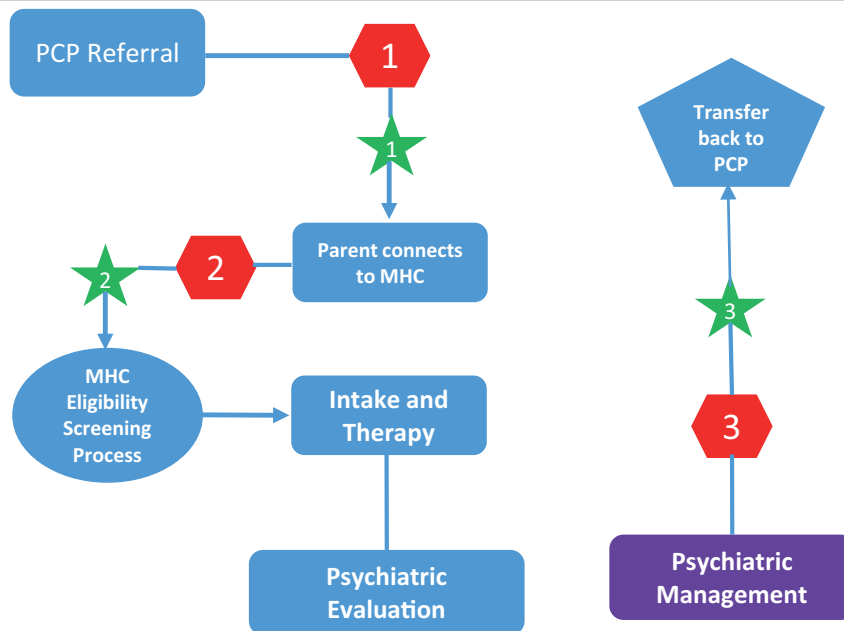 PCP Referral
1
1
Parent connects
to MHC
2
2
MHC
Eligibility
Screening
Process
Intake and
Therapy
Psychiatric
Evaluation
Transfer
back to
PCP
3
3
Psychiatric
Management